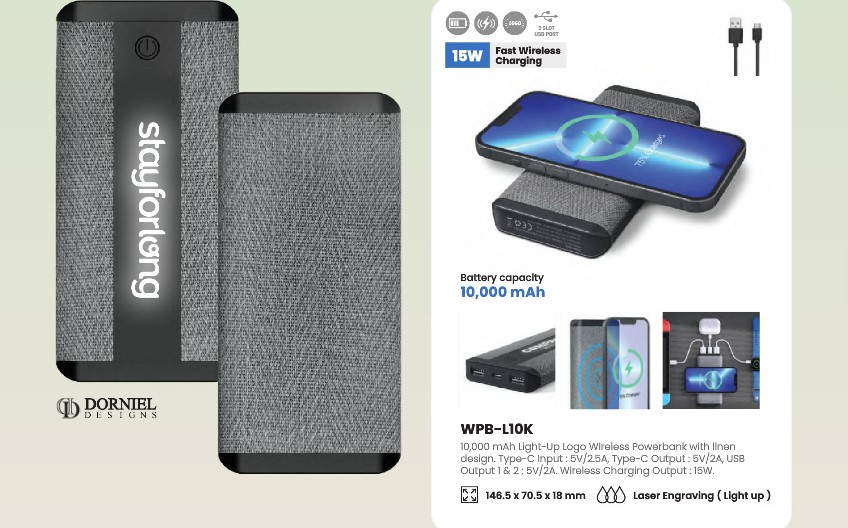 stayforlong
DORNIEL
DESIGNS
LOGO
2 SLOT
USB PORT
15W
Fast Wireless
Charging
Battery capacity
10,000 mAh
WPB-L10K
10,000 mAh Light-Up Logo Wireless Powerbank with linen
design. Type-C Input : 5V/2.5A, Type-C Output : 5V/2A, USB
Output 1 & 2 : 5V/2A. Wireless Charging Output : 15W.
146.5 x 70.5 x 18 mm
Laser Engraving ( Light up )